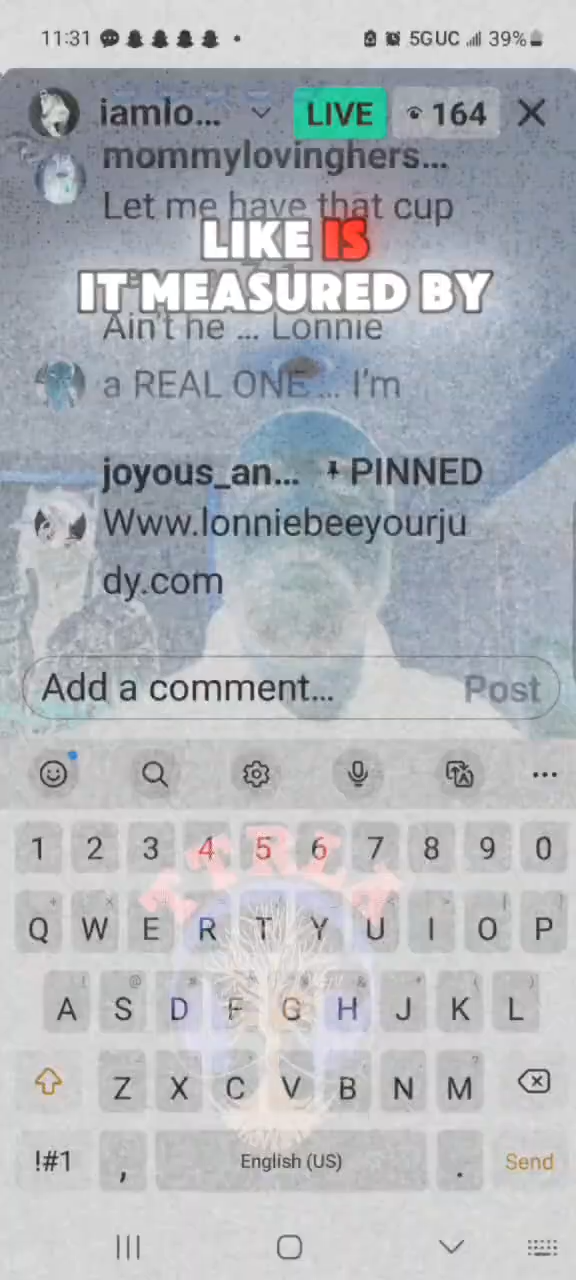 11:31
5GUC
39%
iamlo...
LIVE
164
mommylovinghers...
Let me have that cup
LIKE IS
IT MEASURED BY
Ain't he ... Lonnie
a REAL ONE ... I'm
joyous_an... PINNED
Www.lonniebeeyourju
dy.com
Add a comment...
Post
1 2 3 4 5 6 7 8 9 0
Q W E R T Y U I O P
A S D F G H J K L
Z X C V B N M
!#1 , English (US) . Send